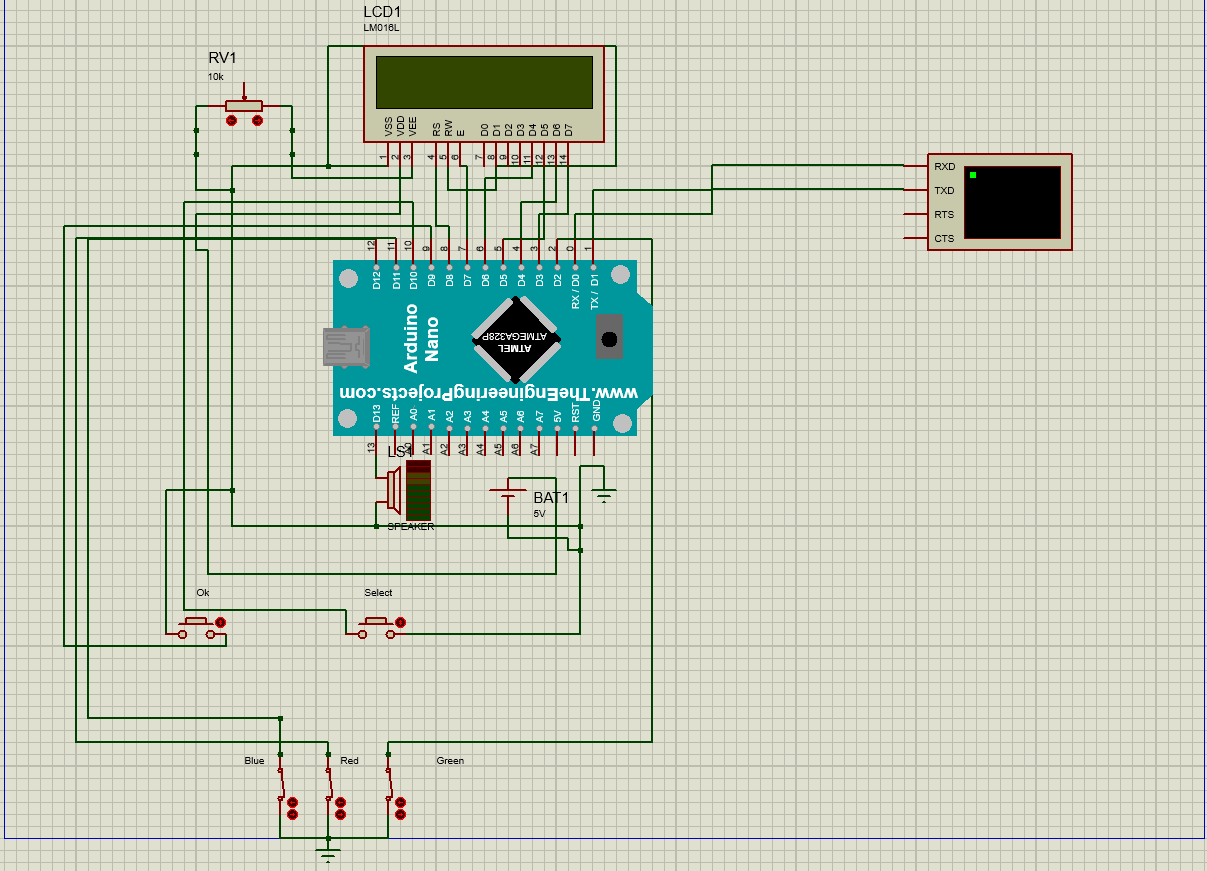 LCD1
LM016L
RV1
10k
VSS VDD VEE RS RW E D0 D1 D2 D3 D4 D5 D6 D7
1 2 3 4 5 6 7 8 9 10 11 12 13 14
RXD
TXD
RTS
CTS
12 11 10 9 8 7 6 5 4 3 2 0 1
D12 D11 D10 D9 D8 D7 D6 D5 D4 D3 D2 RX / D0 TX / D1
Arduino
Nano
ATMEL
ATMEGA328P
www.TheEngineeringProjects.com
D13 REF A0 A1 A2 A3 A4 A5 A6 A7 5V RST GND
13 A0 A1 A2 A3 A4 A5 A6 A7
LS1
SPEAKER
BAT1
5V
Ok
Select
Blue
Red
Green